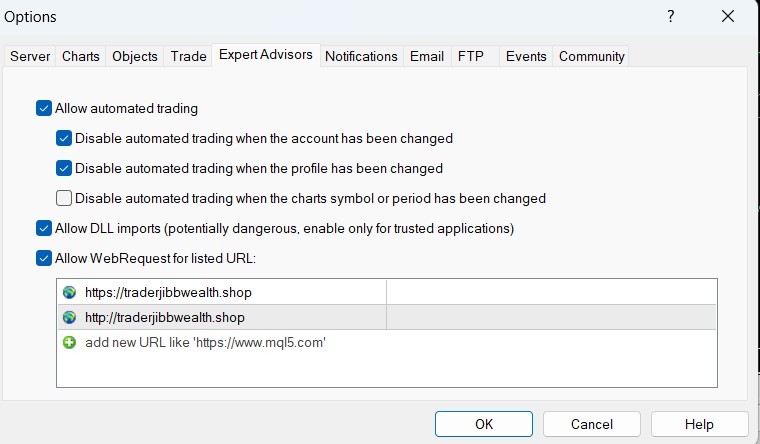 Options
?
Server Charts Objects Trade Expert Advisors Notifications Email FTP Events Community
Allow automated trading
Disable automated trading when the account has been changed
Disable automated trading when the profile has been changed
Disable automated trading when the charts symbol or period has been changed
Allow DLL imports (potentially dangerous, enable only for trusted applications)
Allow WebRequest for listed URL:
https://traderjibbwealth.shop
http://traderjibbwealth.shop
add new URL like 'https://www.mql5.com'
OK Cancel Help